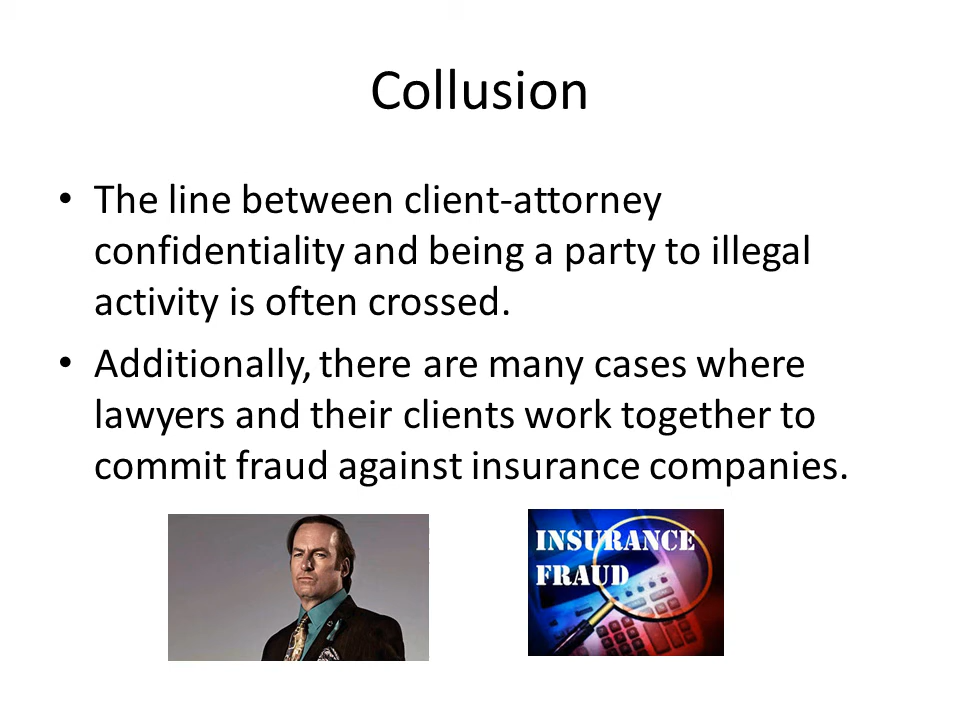 Collusion
• The line between client-attorney
confidentiality and being a party to illegal
activity is often crossed.
• Additionally, there are many cases where
lawyers and their clients work together to
commit fraud against insurance companies.
INSURANCE
FRAUD